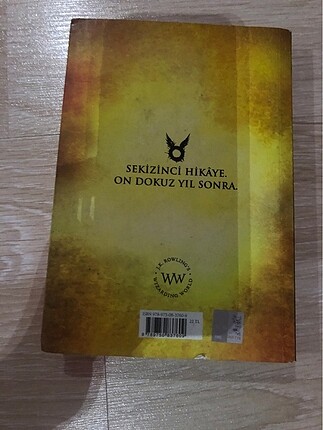 SEKİZİNCİ HİKÂYE.
ON DOKUZ YIL SONRA.
J.K. ROWLING'S
WW
WIZARDING WORLD